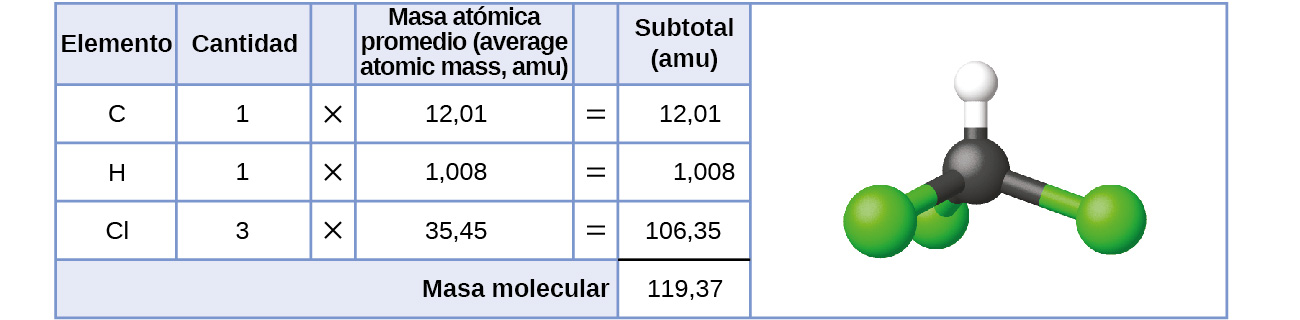 Elemento Cantidad Masa atómica promedio (average atomic mass, amu) Subtotal (amu)
C 1 × 12,01 = 12,01
H 1 × 1,008 = 1,008
Cl 3 × 35,45 = 106,35
Masa molecular 119,37